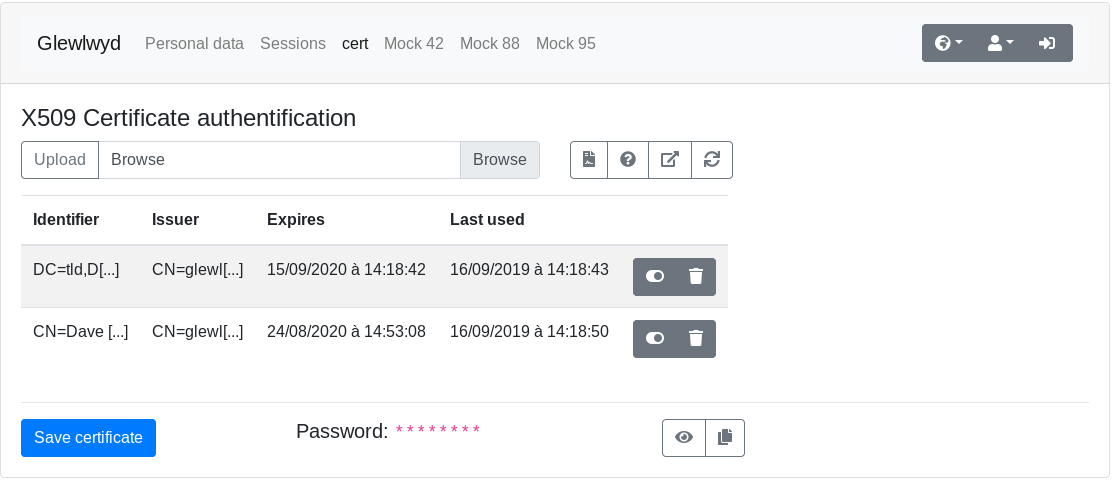 Glewlwyd Personal data Sessions cert Mock 42 Mock 88 Mock 95
X509 Certificate authentification
Upload Browse Browse
Identifier Issuer Expires Last used
DC=tld,D[...] CN=glewl[...] 15/09/2020 à 14:18:42 16/09/2019 à 14:18:43
CN=Dave [...] CN=glewl[...] 24/08/2020 à 14:53:08 16/09/2019 à 14:18:50
Save certificate Password: ********